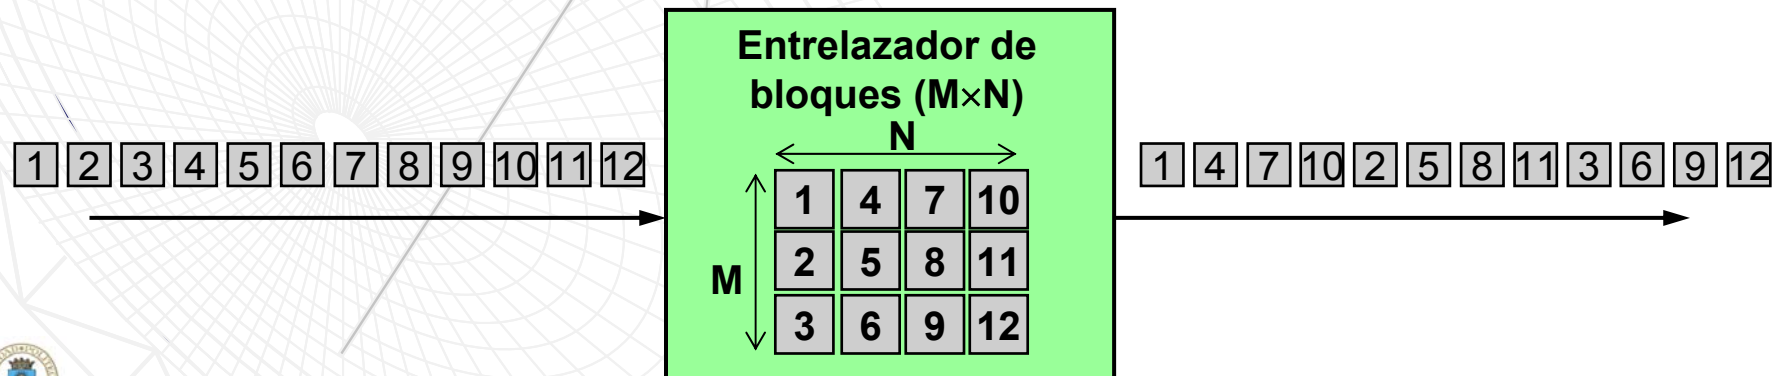 Entrelazador de
bloques (M×N)
N
1 2 3 4 5 6 7 8 9 10 11 12
1 4 7 10 2 5 8 11 3 6 9 12
1 4 7 10
2 5 8 11
M
3 6 9 12